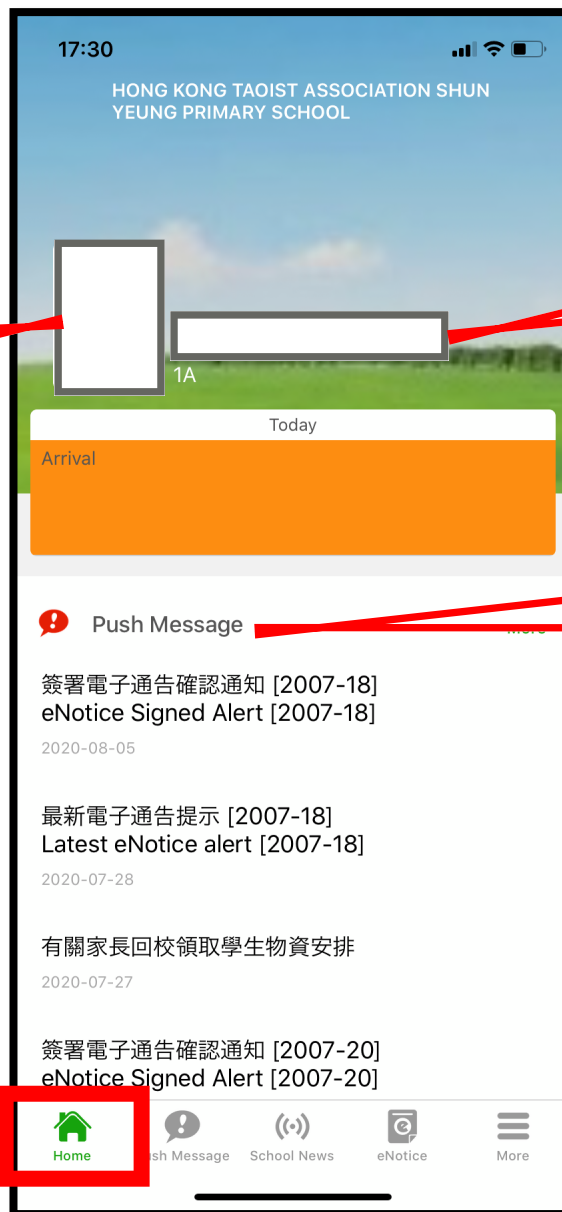 17:30
HONG KONG TAOIST ASSOCIATION SHUN
YEUNG PRIMARY SCHOOL
1A
Today
Arrival
Push Message
簽署電子通告確認通知 [2007-18]
eNotice Signed Alert [2007-18]
2020-08-05
最新電子通告提示 [2007-18]
Latest eNotice alert [2007-18]
2020-07-28
有關家長回校領取學生物資安排
2020-07-27
簽署電子通告確認通知 [2007-20]
eNotice Signed Alert [2007-20]
Home
sh Message
School News
eNotice
More